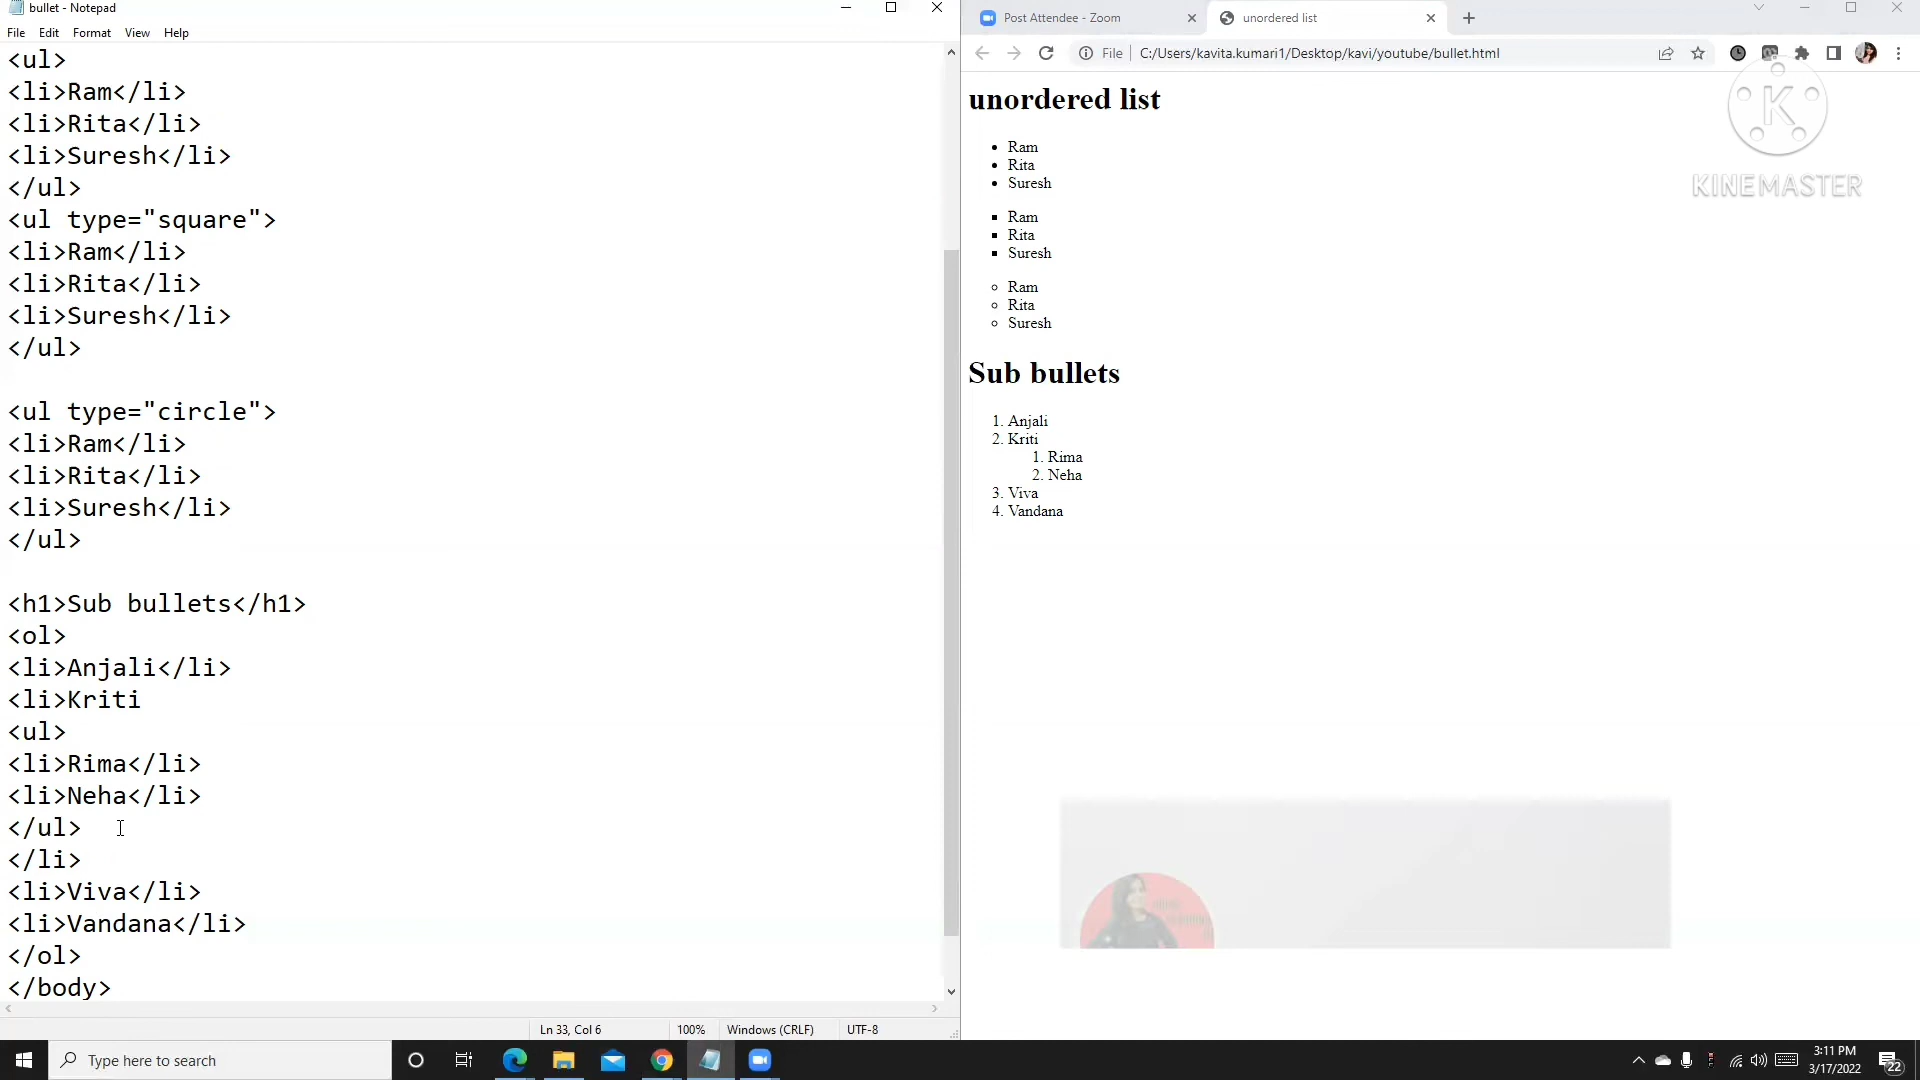 bullet - Notepad
File Edit Format View Help
<ul>
<li>Ram</li>
<li>Rita</li>
<li>Suresh</li>
</ul>
<ul type="square">
<li>Ram</li>
<li>Rita</li>
<li>Suresh</li>
</ul>
<ul type="circle">
<li>Ram</li>
<li>Rita</li>
<li>Suresh</li>
</ul>
<h1>Sub bullets</h1>
<ol>
<li>Anjali</li>
<li>Kriti
<ul>
<li>Rima</li>
<li>Neha</li>
</ul>
</li>
<li>Viva</li>
<li>Vandana</li>
</ol>
</body>
Ln 33, Col 6 100% Windows (CRLF) UTF-8
Post Attendee - Zoom
unordered list
File C:/Users/kavita.kumari1/Desktop/kavi/youtube/bullet.html
unordered list
• Ram
• Rita
• Suresh
▪ Ram
▪ Rita
▪ Suresh
◦ Ram
◦ Rita
◦ Suresh
Sub bullets
1. Anjali
2. Kriti
1. Rima
2. Neha
3. Viva
4. Vandana
K
KINEMASTER
Type here to search
3:11 PM
3/17/2022
22